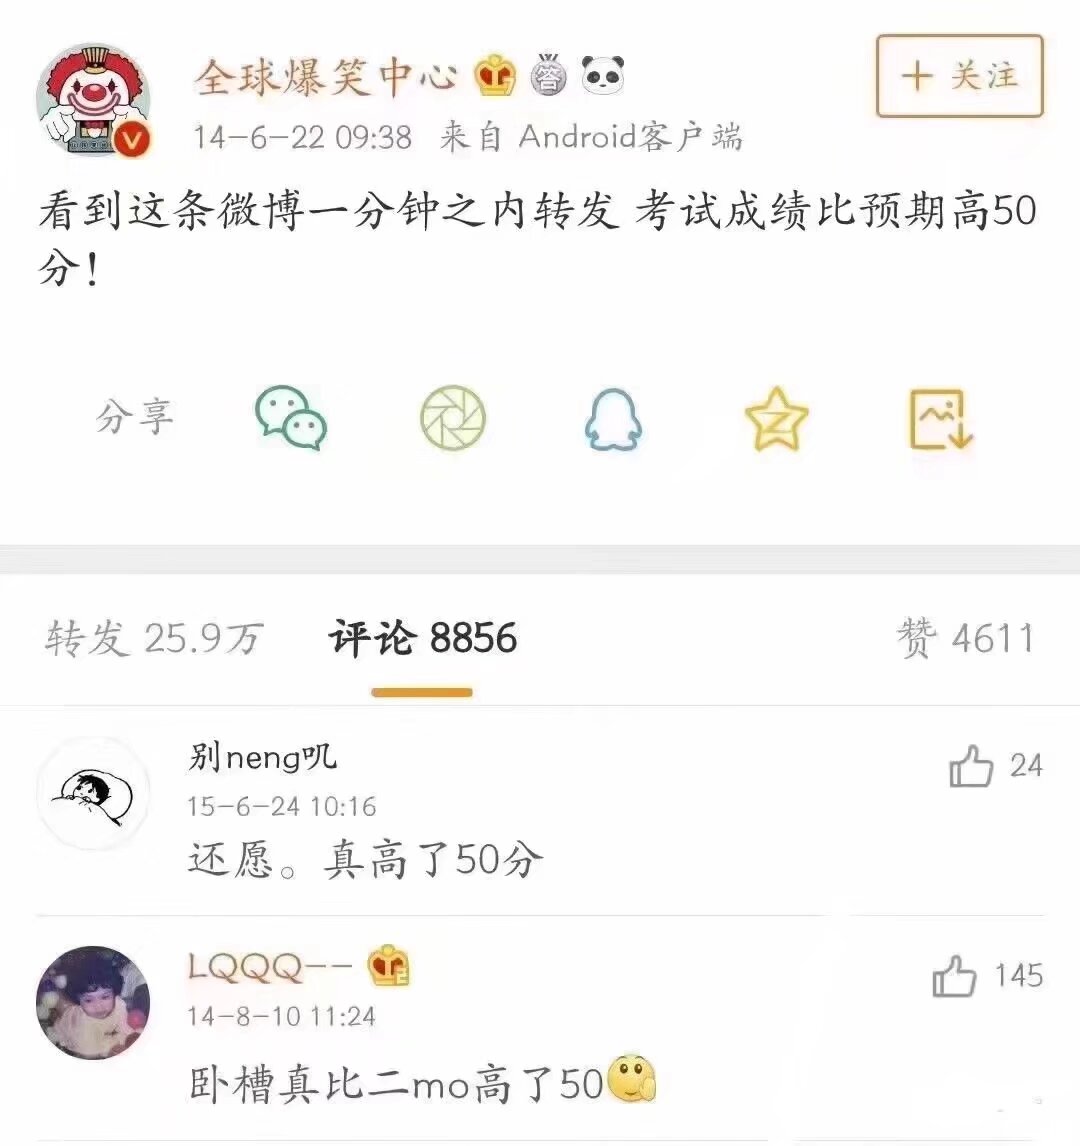 全球爆笑中心
+ 关注
14-6-22 09:38 来自 Android客户端
看到这条微博一分钟之内转发 考试成绩比预期高50
分!
分享
转发 25.9万 评论 8856 赞 4611
别neng叽
24
15-6-24 10:16
还愿。真高了50分
LQQQ--
145
14-8-10 11:24
卧槽真比二mo高了50